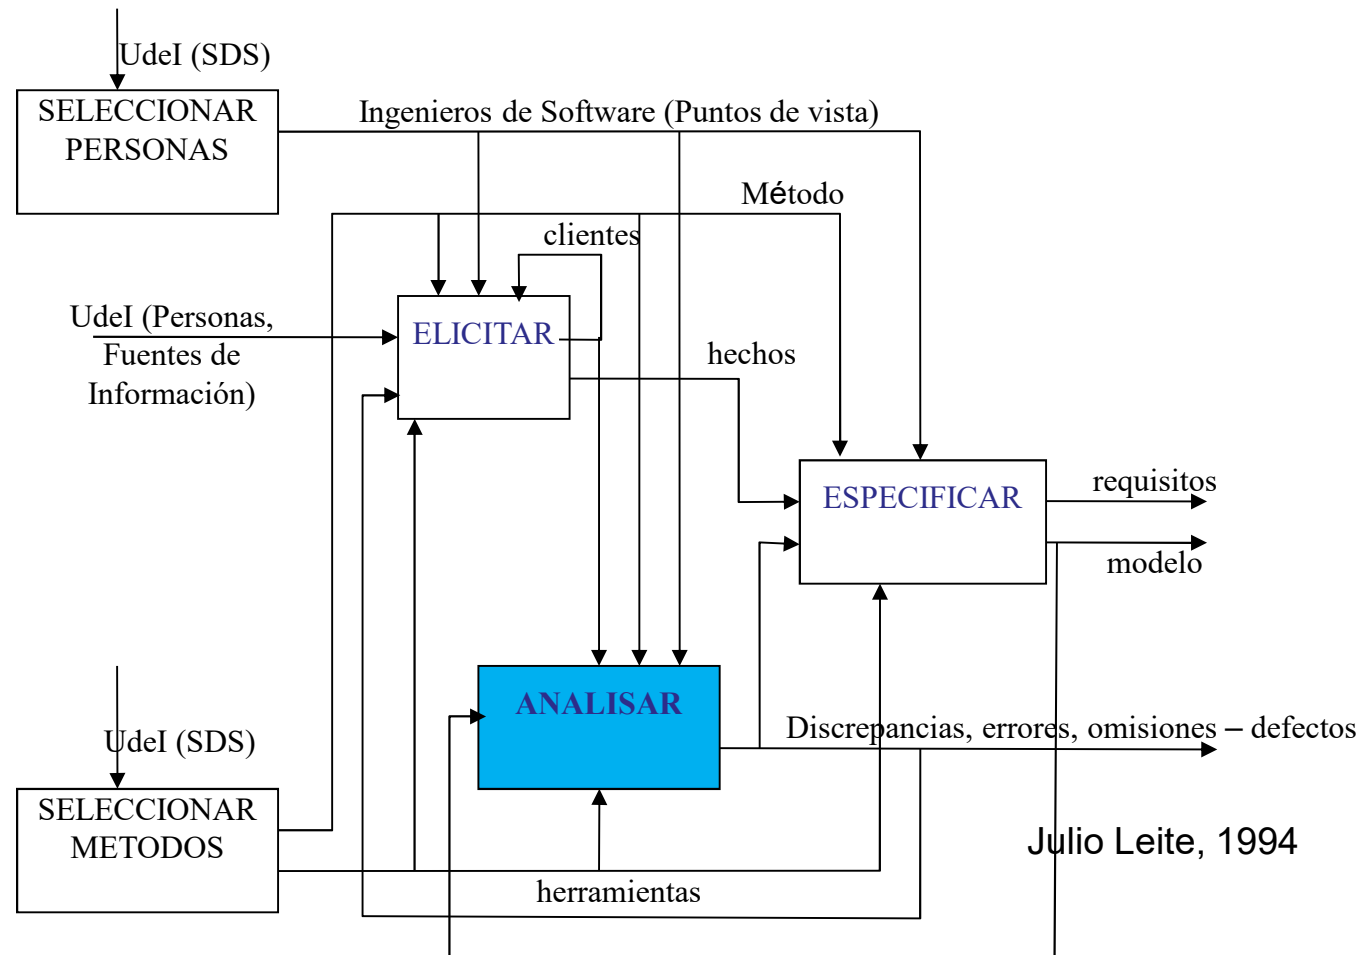 UdeI (SDS)
SELECCIONAR
PERSONAS
Ingenieros de Software (Puntos de vista)
Método
clientes
UdeI (Personas,
Fuentes de
Información)
ELICITAR
hechos
ESPECIFICAR
requisitos
modelo
ANALISAR
Discrepancias, errores, omisiones – defectos
UdeI (SDS)
SELECCIONAR
METODOS
herramientas
Julio Leite, 1994